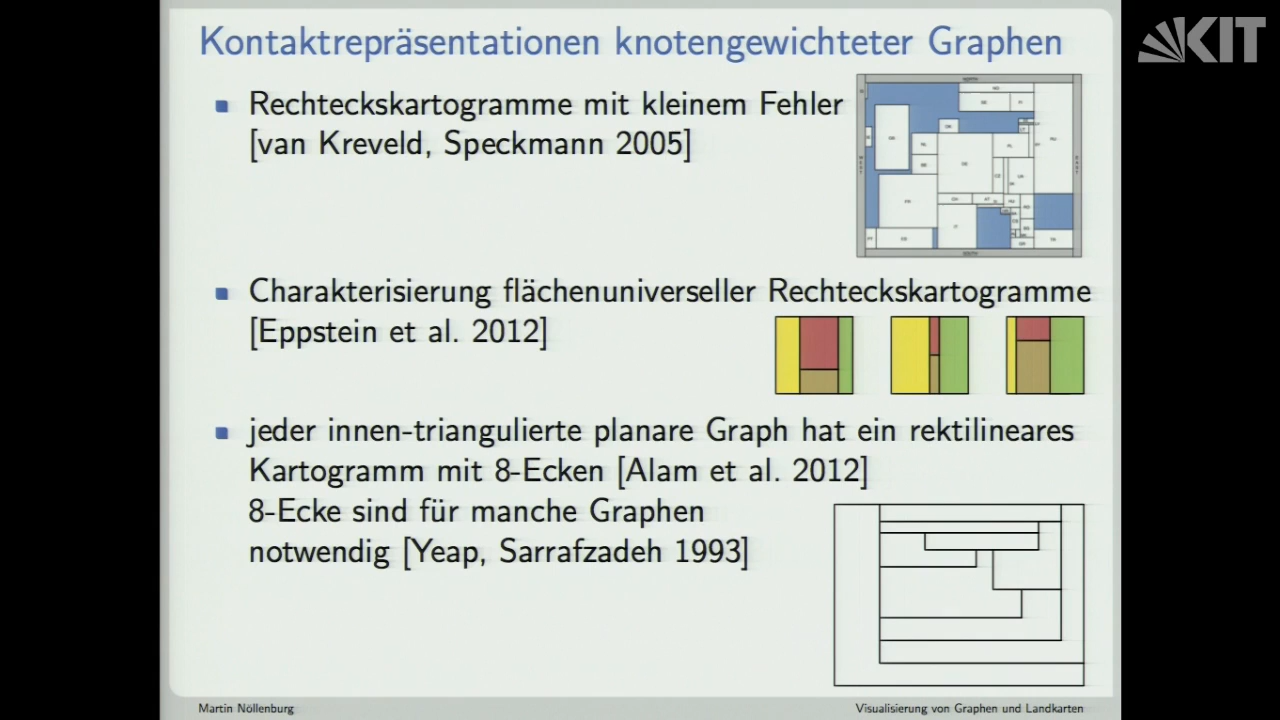 Kontaktrepräsentationen knotengewichteter Graphen
KIT
Rechteckskartogramme mit kleinem Fehler
[van Kreveld, Speckmann 2005]
Charakterisierung flächenuniverseller Rechteckskartogramme
[Eppstein et al. 2012]
jeder innen-triangulierte planare Graph hat ein rektilineares
Kartogramm mit 8-Ecken [Alam et al. 2012]
8-Ecke sind für manche Graphen
notwendig [Yeap, Sarrafzadeh 1993]
Martin Nöllenburg
Visualisierung von Graphen und Landkarten